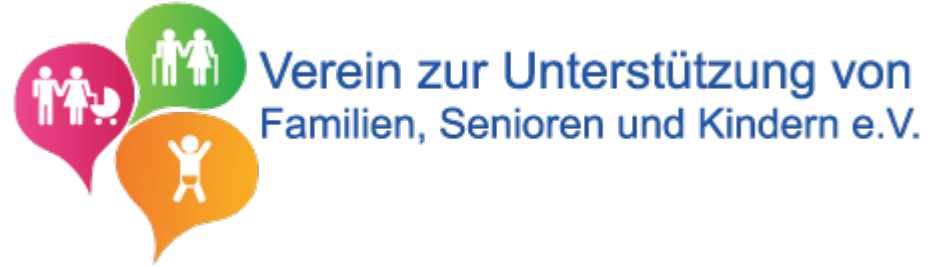 Verein zur Unterstützung von
Familien, Senioren und Kindern e.V.